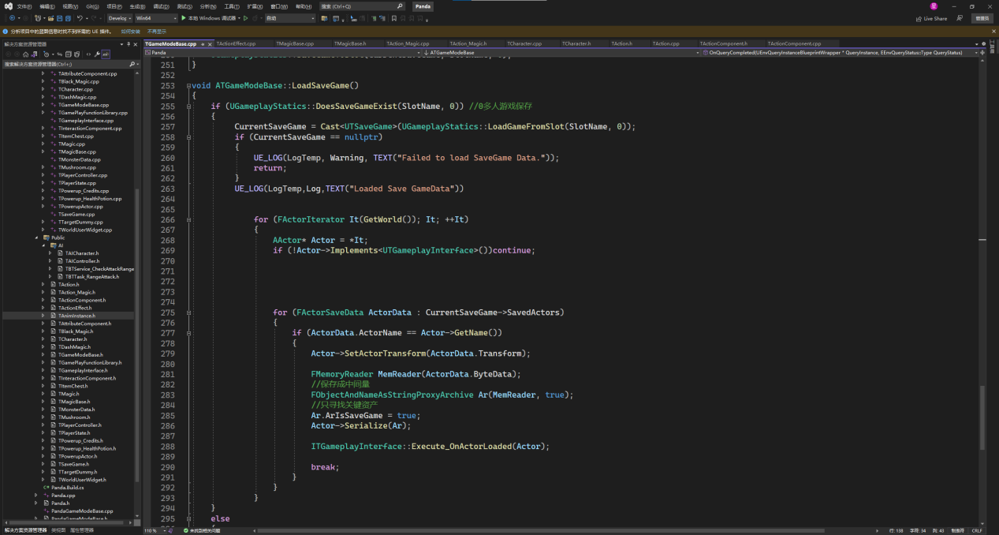 文件(F) 编辑(E) 视图(V) Git(G) 项目(P) 生成(B) 调试(D) 测试(S) 分析(N) 工具(T) 扩展(X) 窗口(W) 帮助(H) 搜索 (Ctrl+Q) Panda
Develop Win64 本地 Windows 调试器 自动 Live Share 管理员
分析项目中的蓝图信息时找不到所需的 UE 插件。 如何安装 不再显示
解决方案资源管理器
搜索解决方案资源管理器(Ctrl+;)
TAttributeComponent.cpp
TBlack_Magic.cpp
TCharacter.cpp
TDashMagic.cpp
TGameModeBase.cpp
TGamePlayFunctionLibrary.cpp
TGameplayInterface.cpp
TInteractionComponent.cpp
TItemChest.cpp
TMagic.cpp
TMagicBase.cpp
TMonsterData.cpp
TMushroom.cpp
TPlayerController.cpp
TPlayerState.cpp
TPowerup_Credits.cpp
TPowerup_HealthPotion.cpp
TPowerupActor.cpp
TSaveGame.cpp
TTargetDummy.cpp
TWorldUserWidget.cpp
Public
AI
TAICharacter.h
TAIController.h
TBTService_CheckAttackRange
TBTTask_RangeAttack.h
TAction.h
TAction_Magic.h
TActionComponent.h
TActionEffect.h
TAnimInstance.h
TAttributeComponent.h
TBlack_Magic.h
TCharacter.h
TDashMagic.h
TGameModeBase.h
TGamePlayFunctionLibrary.h
TGameplayInterface.h
TInteractionComponent.h
TItemChest.h
TMagic.h
TMagicBase.h
TMonsterData.h
TMushroom.h
TPlayerController.h
TPlayerState.h
TPowerup_Credits.h
TPowerup_HealthPotion.h
TPowerupActor.h
TSaveGame.h
TTargetDummy.h
TWorldUserWidget.h
Panda.Build.cs
Panda.cpp
Panda.h
PandaGameModeBase.cpp
PandaGameModeBase.h
解决方案资源管理器 类视图 属性管理器
TGameModeBase.cpp TActionEffect.cpp TMagicBase.cpp TMagicBase.h TAction_Magic.cpp TAction_Magic.h TCharacter.cpp TCharacter.h TAction.h TAction.cpp TActionComponent.h TActionComponent.cpp
Panda ATGameModeBase OnQueryCompleted(UEnvQueryInstanceBlueprintWrapper * QueryInstance, EEnvQueryStatus::Type QueryStatus)
251 }
252
253 void ATGameModeBase::LoadSaveGame()
254 {
255 if (UGameplayStatics::DoesSaveGameExist(SlotName, 0)) //0多人游戏保存
256 {
257 CurrentSaveGame = Cast<UTSaveGame>(UGameplayStatics::LoadGameFromSlot(SlotName, 0));
258 if (CurrentSaveGame == nullptr)
259 {
260 UE_LOG(LogTemp, Warning, TEXT("Failed to load SaveGame Data."));
261 return;
262 }
263 UE_LOG(LogTemp,Log,TEXT("Loaded Save GameData"))
264
265
266 for (FActorIterator It(GetWorld()); It; ++It)
267 {
268 AActor* Actor = *It;
269 if (!Actor->Implements<UTGameplayInterface>())continue;
270
271
272
273
274
275 for (FActorSaveData ActorData : CurrentSaveGame->SavedActors)
276 {
277 if (ActorData.ActorName == Actor->GetName())
278 {
279 Actor->SetActorTransform(ActorData.Transform);
280
281 FMemoryReader MemReader(ActorData.ByteData);
282 //保存成中间量
283 FObjectAndNameAsStringProxyArchive Ar(MemReader, true);
284 //只寻找关键资产
285 Ar.ArIsSaveGame = true;
286 Actor->Serialize(Ar);
287
288 ITGameplayInterface::Execute_OnActorLoaded(Actor);
289
290 break;
291 }
292 }
293 }
294 }
295 else
110 % 未找到相关问题 行: 138 字符: 34 列: 43 制表符 CRLF